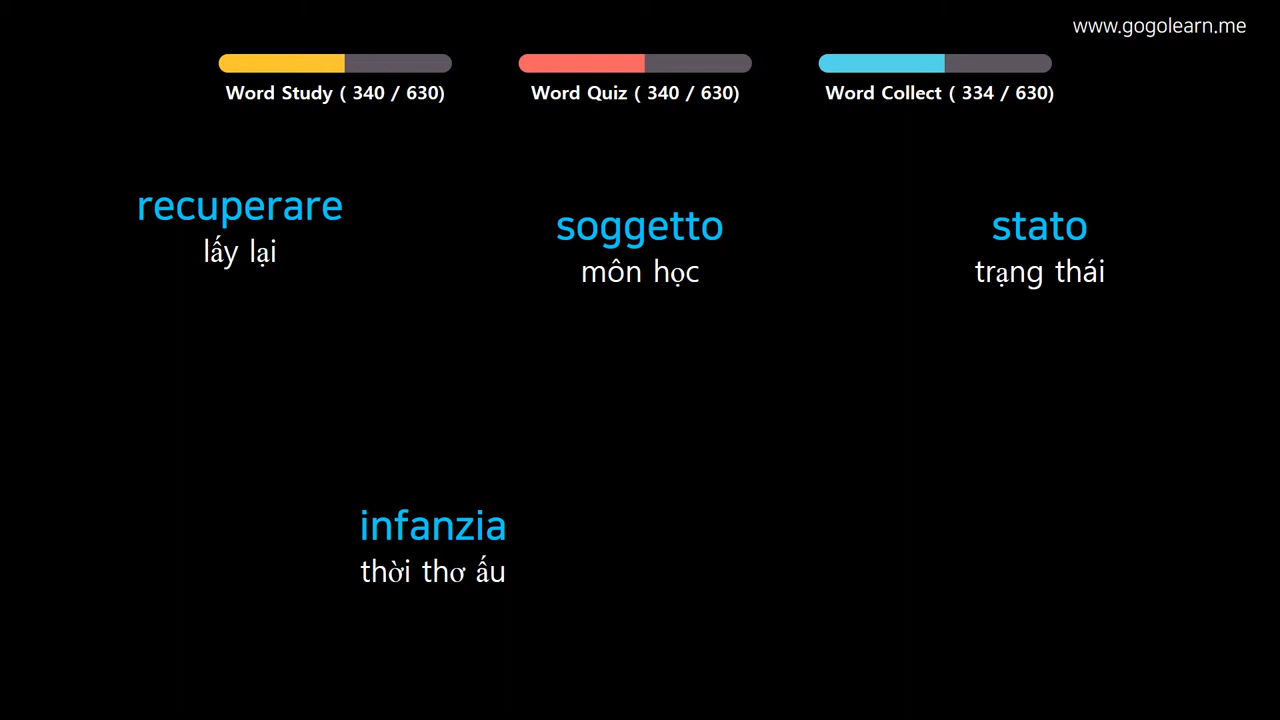 www.gogolearn.me
Word Study ( 340 / 630)
Word Quiz ( 340 / 630)
Word Collect ( 334 / 630)
recuperare
lấy lại
soggetto
môn học
stato
trạng thái
infanzia
thời thơ ấu